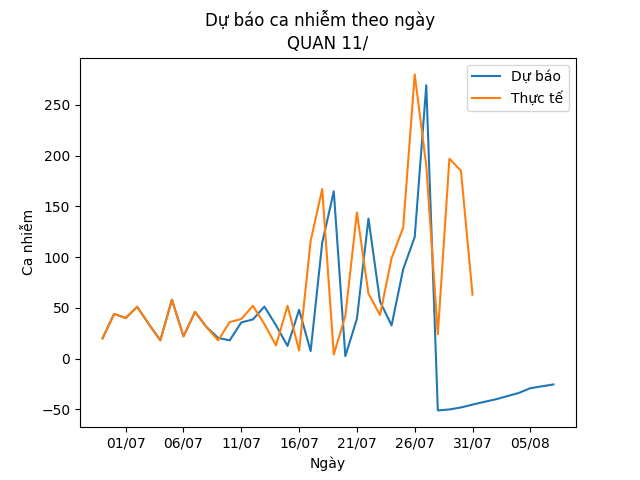 Dự báo ca nhiễm theo ngày
QUAN 11/
Dự báo
Thực tế
Ca nhiễm
250
200
150
100
50
0
−50
01/07 06/07 11/07 16/07 21/07 26/07 31/07 05/08
Ngày